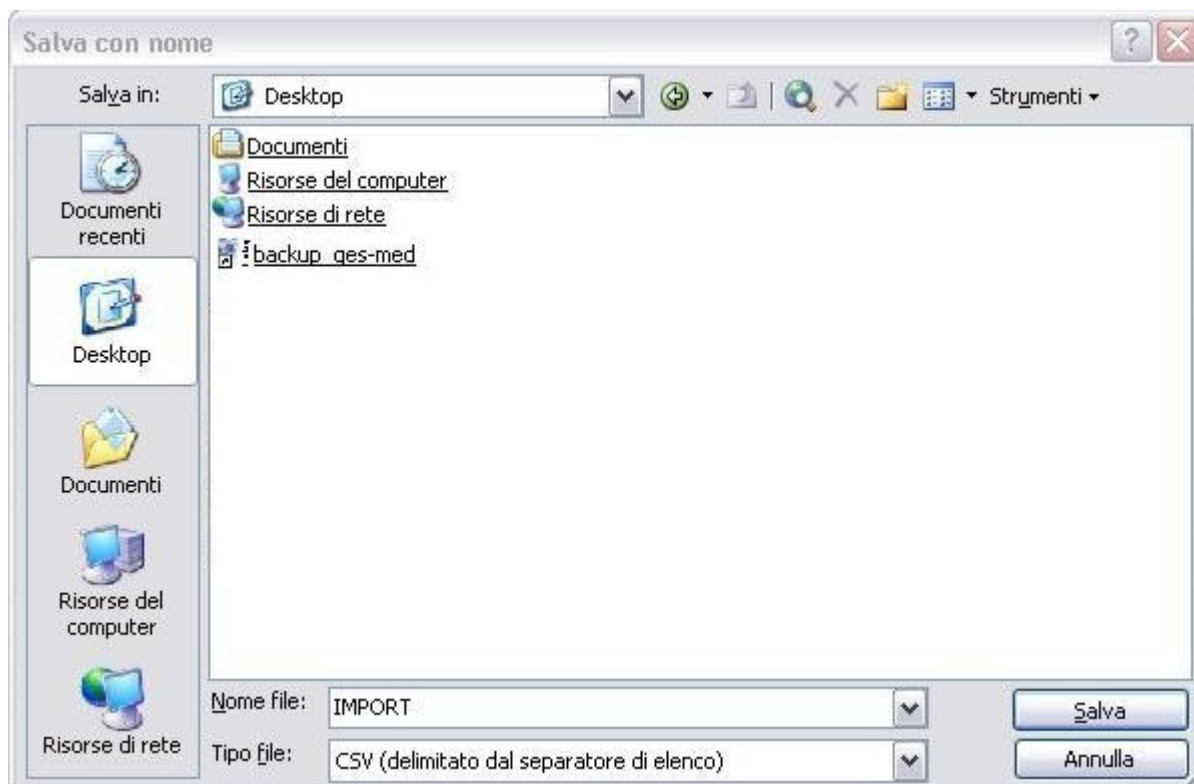 Salva con nome
Salva in:
Desktop
Strumenti
Documenti
recenti
Desktop
Documenti
Risorse del
computer
Risorse di rete
Documenti
Risorse del computer
Risorse di rete
backup_ges-med
Nome file:
IMPORT
Salva
Tipo file:
CSV (delimitato dal separatore di elenco)
Annulla